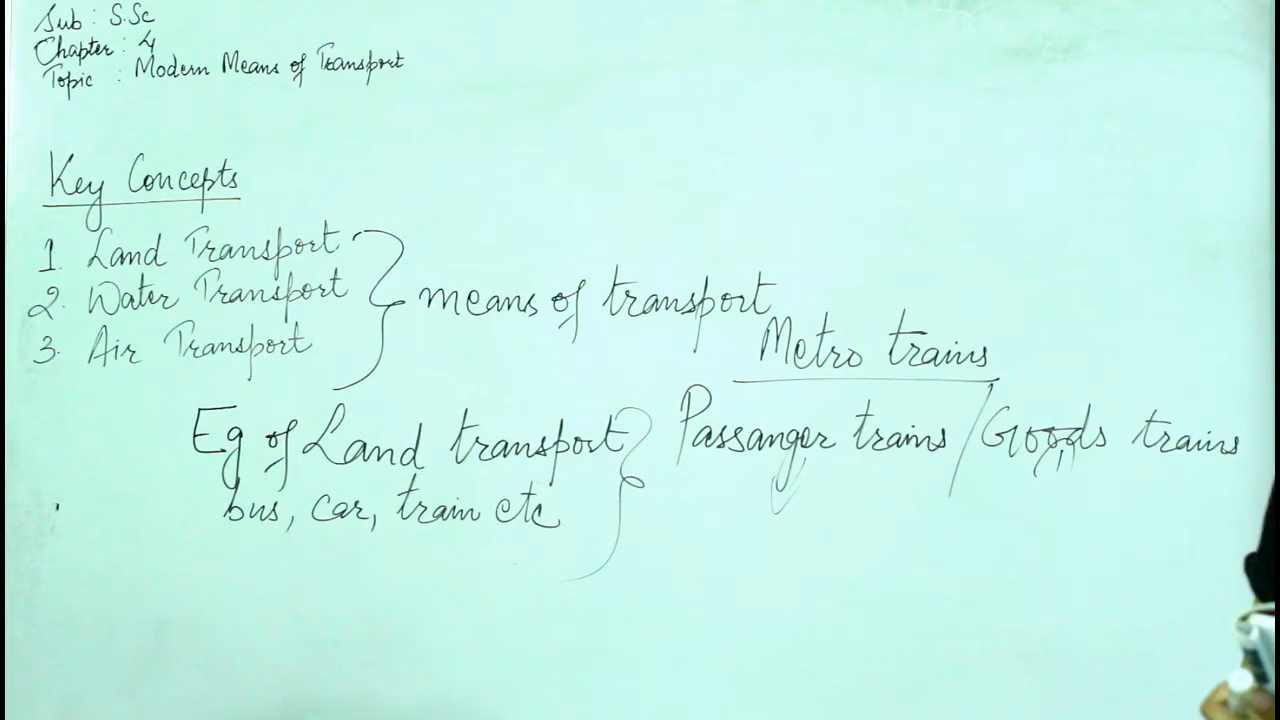 Sub : S.Sc
Chapter : 4
Topic : Modern Means of Transport
Key Concepts
1. Land Transport
2. Water Transport
3. Air Transport
means of transport
Metro trains
Eg of Land transport
bus, car, train etc
Passanger trains / Goods trains